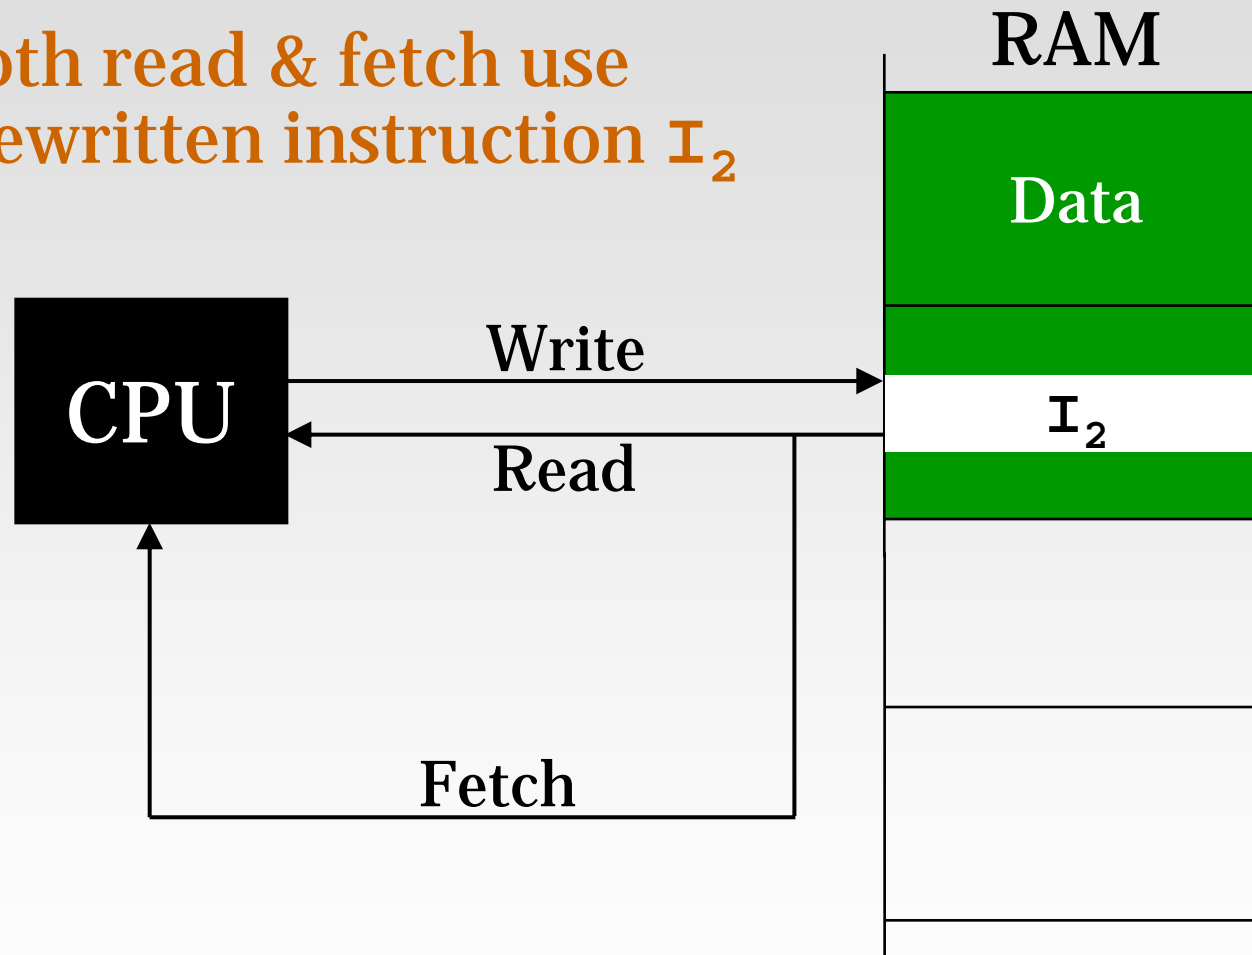 oth read & fetch use
ewritten instruction I₂
RAM
Data
Write
CPU
I₂
Read
Fetch